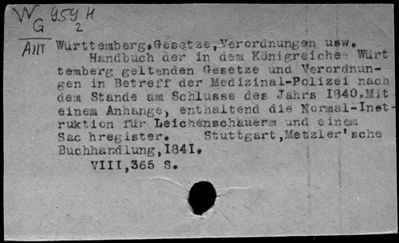 W 959 H
G 2
AIT
Württemberg.Gesetze,Verordnungen usw.
Handbuch der in dem Königreiche Würt
temberg geltenden Gesetze und Verordnun-
gen in Betreff der Medizinal-Polizei nach
dem Stande am Schlusse des Jahrs 1840.Mit
einem Anhange, enthaltend die Normal-Inst-
ruktion für Leichenschauerm und einem
Sac hregister. Stuttgart,Metzler'sche
Buchhandlung,1841.
VIII,365 S.